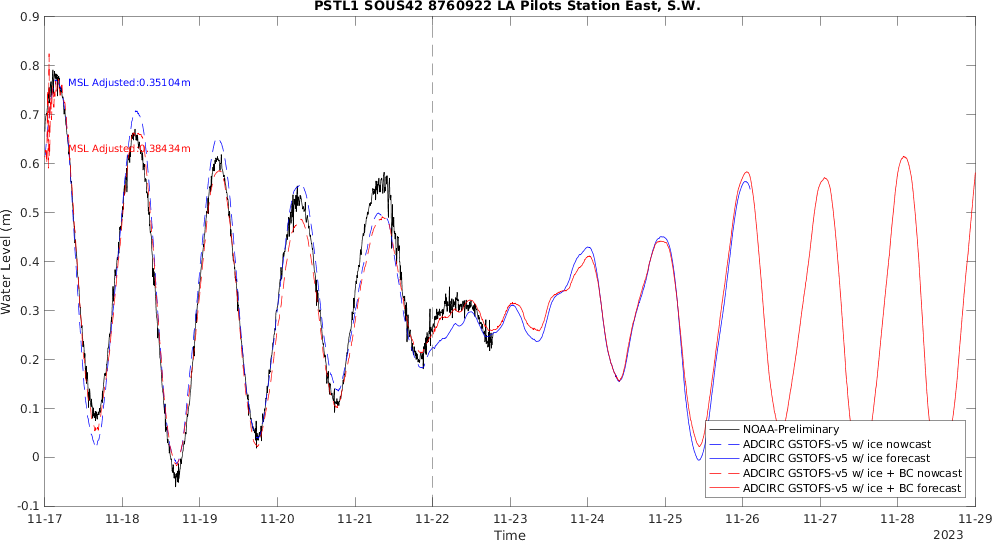 PSTL1 SOUS42 8760922 LA Pilots Station East, S.W.
0.9
0.8
0.7
0.6
0.5
0.4
0.3
0.2
0.1
0
-0.1
Water Level (m)
MSL Adjusted:0.35104m
MSL Adjusted:0.38434m
NOAA-Preliminary
ADCIRC GSTOFS-v5 w/ ice nowcast
ADCIRC GSTOFS-v5 w/ ice forecast
ADCIRC GSTOFS-v5 w/ ice + BC nowcast
ADCIRC GSTOFS-v5 w/ ice + BC forecast
11-17 11-18 11-19 11-20 11-21 11-22 11-23 11-24 11-25 11-26 11-27 11-28 11-29
Time
2023